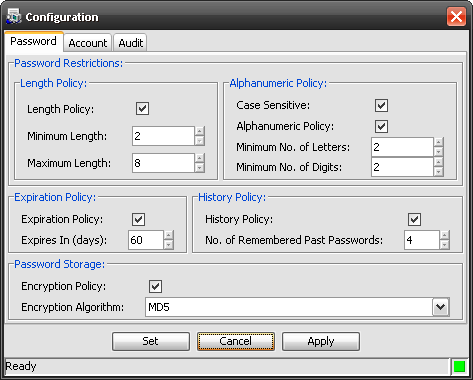 Configuration
Password Account Audit
Password Restrictions:
Length Policy:
Length Policy:
Minimum Length: 2
Maximum Length: 8
Alphanumeric Policy:
Case Sensitive:
Alphanumeric Policy:
Minimum No. of Letters: 2
Minimum No. of Digits: 2
Expiration Policy:
Expiration Policy:
Expires In (days): 60
History Policy:
History Policy:
No. of Remembered Past Passwords: 4
Password Storage:
Encryption Policy:
Encryption Algorithm: MD5
Set Cancel Apply
Ready